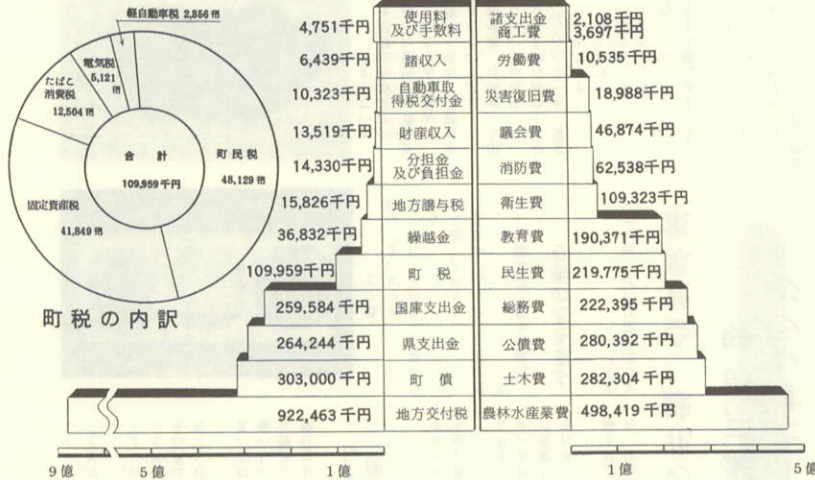 軽自動車税 2,356千円
電気税
5,121
千円
たばこ
消費税
12,504千円
合計
109,959千円
町民税
48,129千円
固定資産税
41,849千円
町税の内訳
4,751千円
使用料
及び手数料
諸支出金
商工費
2,108千円
3,697千円
6,439千円 諸収入 労働費 10,535千円
10,323千円
自動車取
得税交付金
災害復旧費 18,988千円
13,519千円 財産収入 議会費 46,874千円
14,330千円
分担金
及び負担金
消防費 62,538千円
15,826千円 地方譲与税 衛生費 109.323千円
36,832千円 繰越金 教育費 190,371千円
109,959千円 町税 民生費 219.775千円
259,584千円 国庫支出金 総務費 222,395千円
264,244千円 県支出金 公債費 280,392千円
303,000千円 町債 土木費 282,304千円
922,463千円 地方交付税 農林水産業費 498,419千円
9億 5億 1億 1億 5億